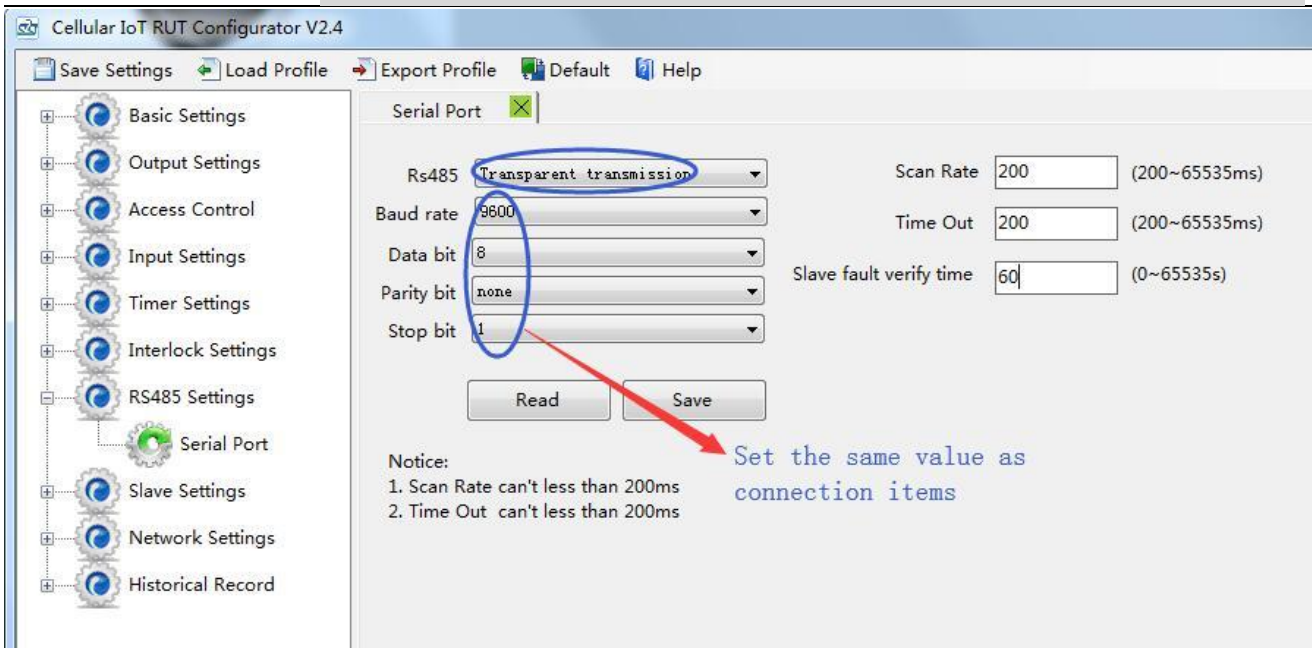 Cellular IoT RUT Configurator V2.4
Save Settings Load Profile Export Profile Default Help
Basic Settings
Output Settings
Access Control
Input Settings
Timer Settings
Interlock Settings
RS485 Settings
Serial Port
Slave Settings
Network Settings
Historical Record
Serial Port
Rs485 Transparent transmission
Baud rate 9600
Data bit 8
Parity bit none
Stop bit 1
Scan Rate 200 (200~65535ms)
Time Out 200 (200~65535ms)
Slave fault verify time 60 (0~65535s)
Read Save
Notice:
1. Scan Rate can't less than 200ms
2. Time Out can't less than 200ms
Set the same value as
connection items